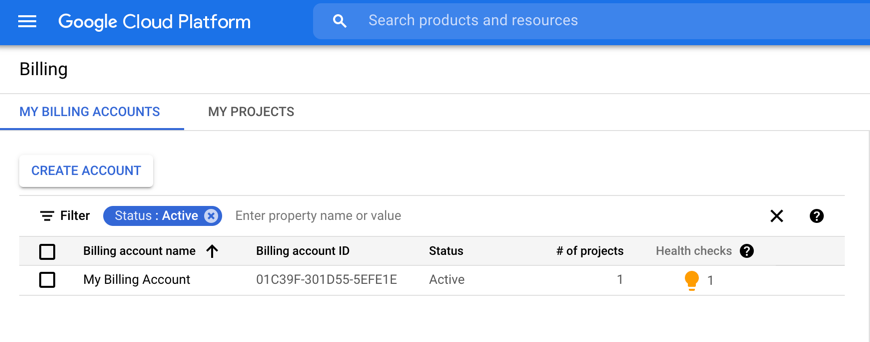 Google Cloud Platform Search products and resources
Billing
MY BILLING ACCOUNTS MY PROJECTS
CREATE ACCOUNT
Filter Status : Active Enter property name or value
Billing account name Billing account ID Status # of projects Health checks
My Billing Account 01C39F-301D55-5EFE1E Active 1 1